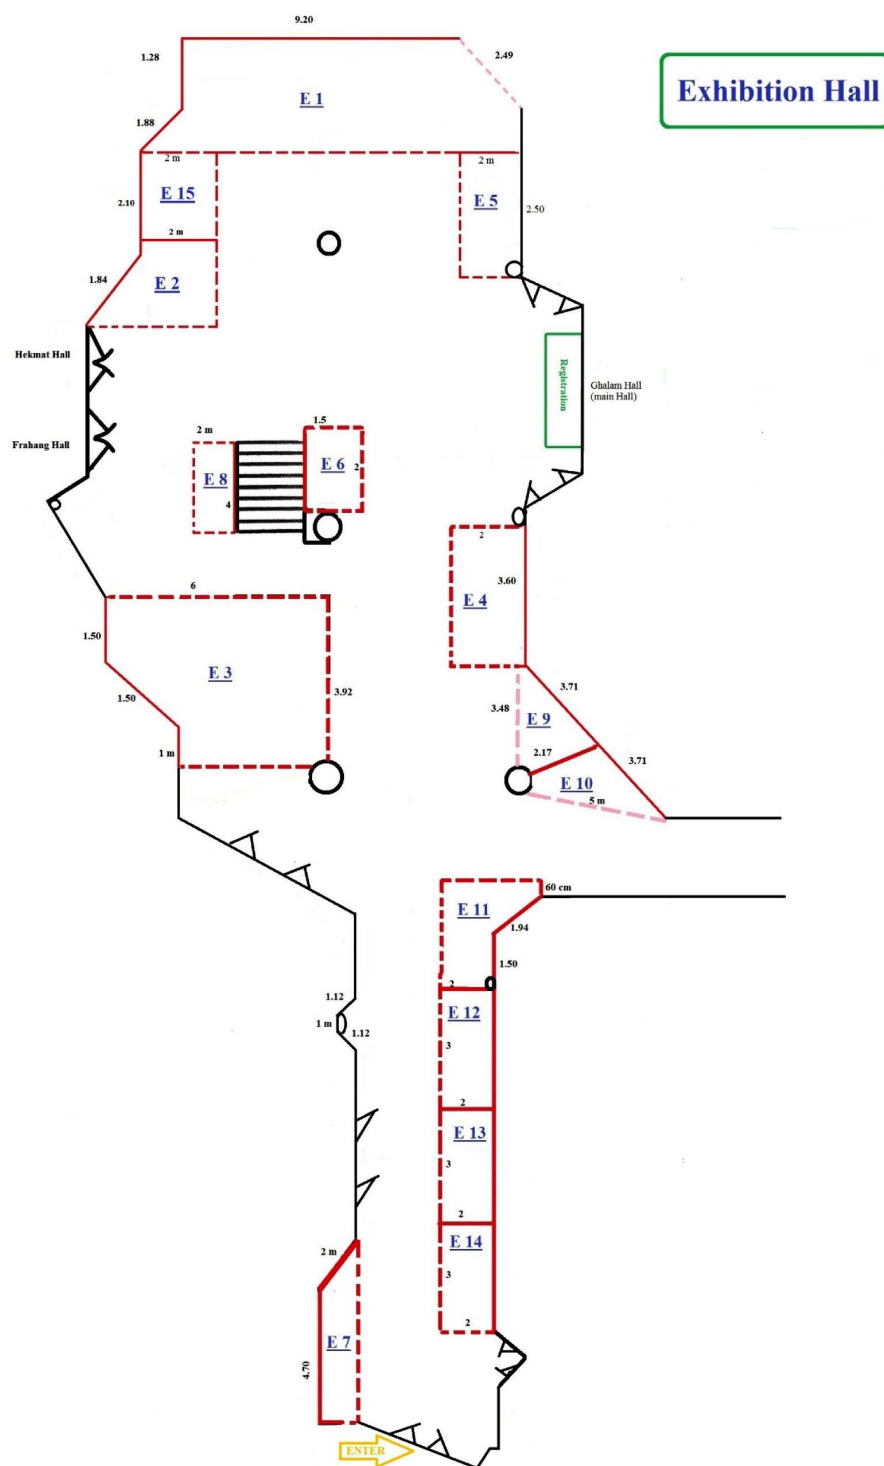 9.20
1.28
2.49
Exhibition Hall
E 1
1.88
2 m
2 m
E 15
E 5
2.10
2.50
2 m
1.84
E 2
Hekmat Hall
Registration
Ghalam Hall
(main Hall)
1.5
2 m
Frahang Hall
E 6
2
E 8
4
2
6
3.60
E 4
1.50
E 3
3.71
3.92
1.50
3.48
E 9
1 m
2.17
3.71
E 10
5 m
60 cm
E 11
1.94
1.50
2
1.12
E 12
1 m
1.12
3
2
E 13
3
2
E 14
2 m
3
2
E 7
4.70
ENTER